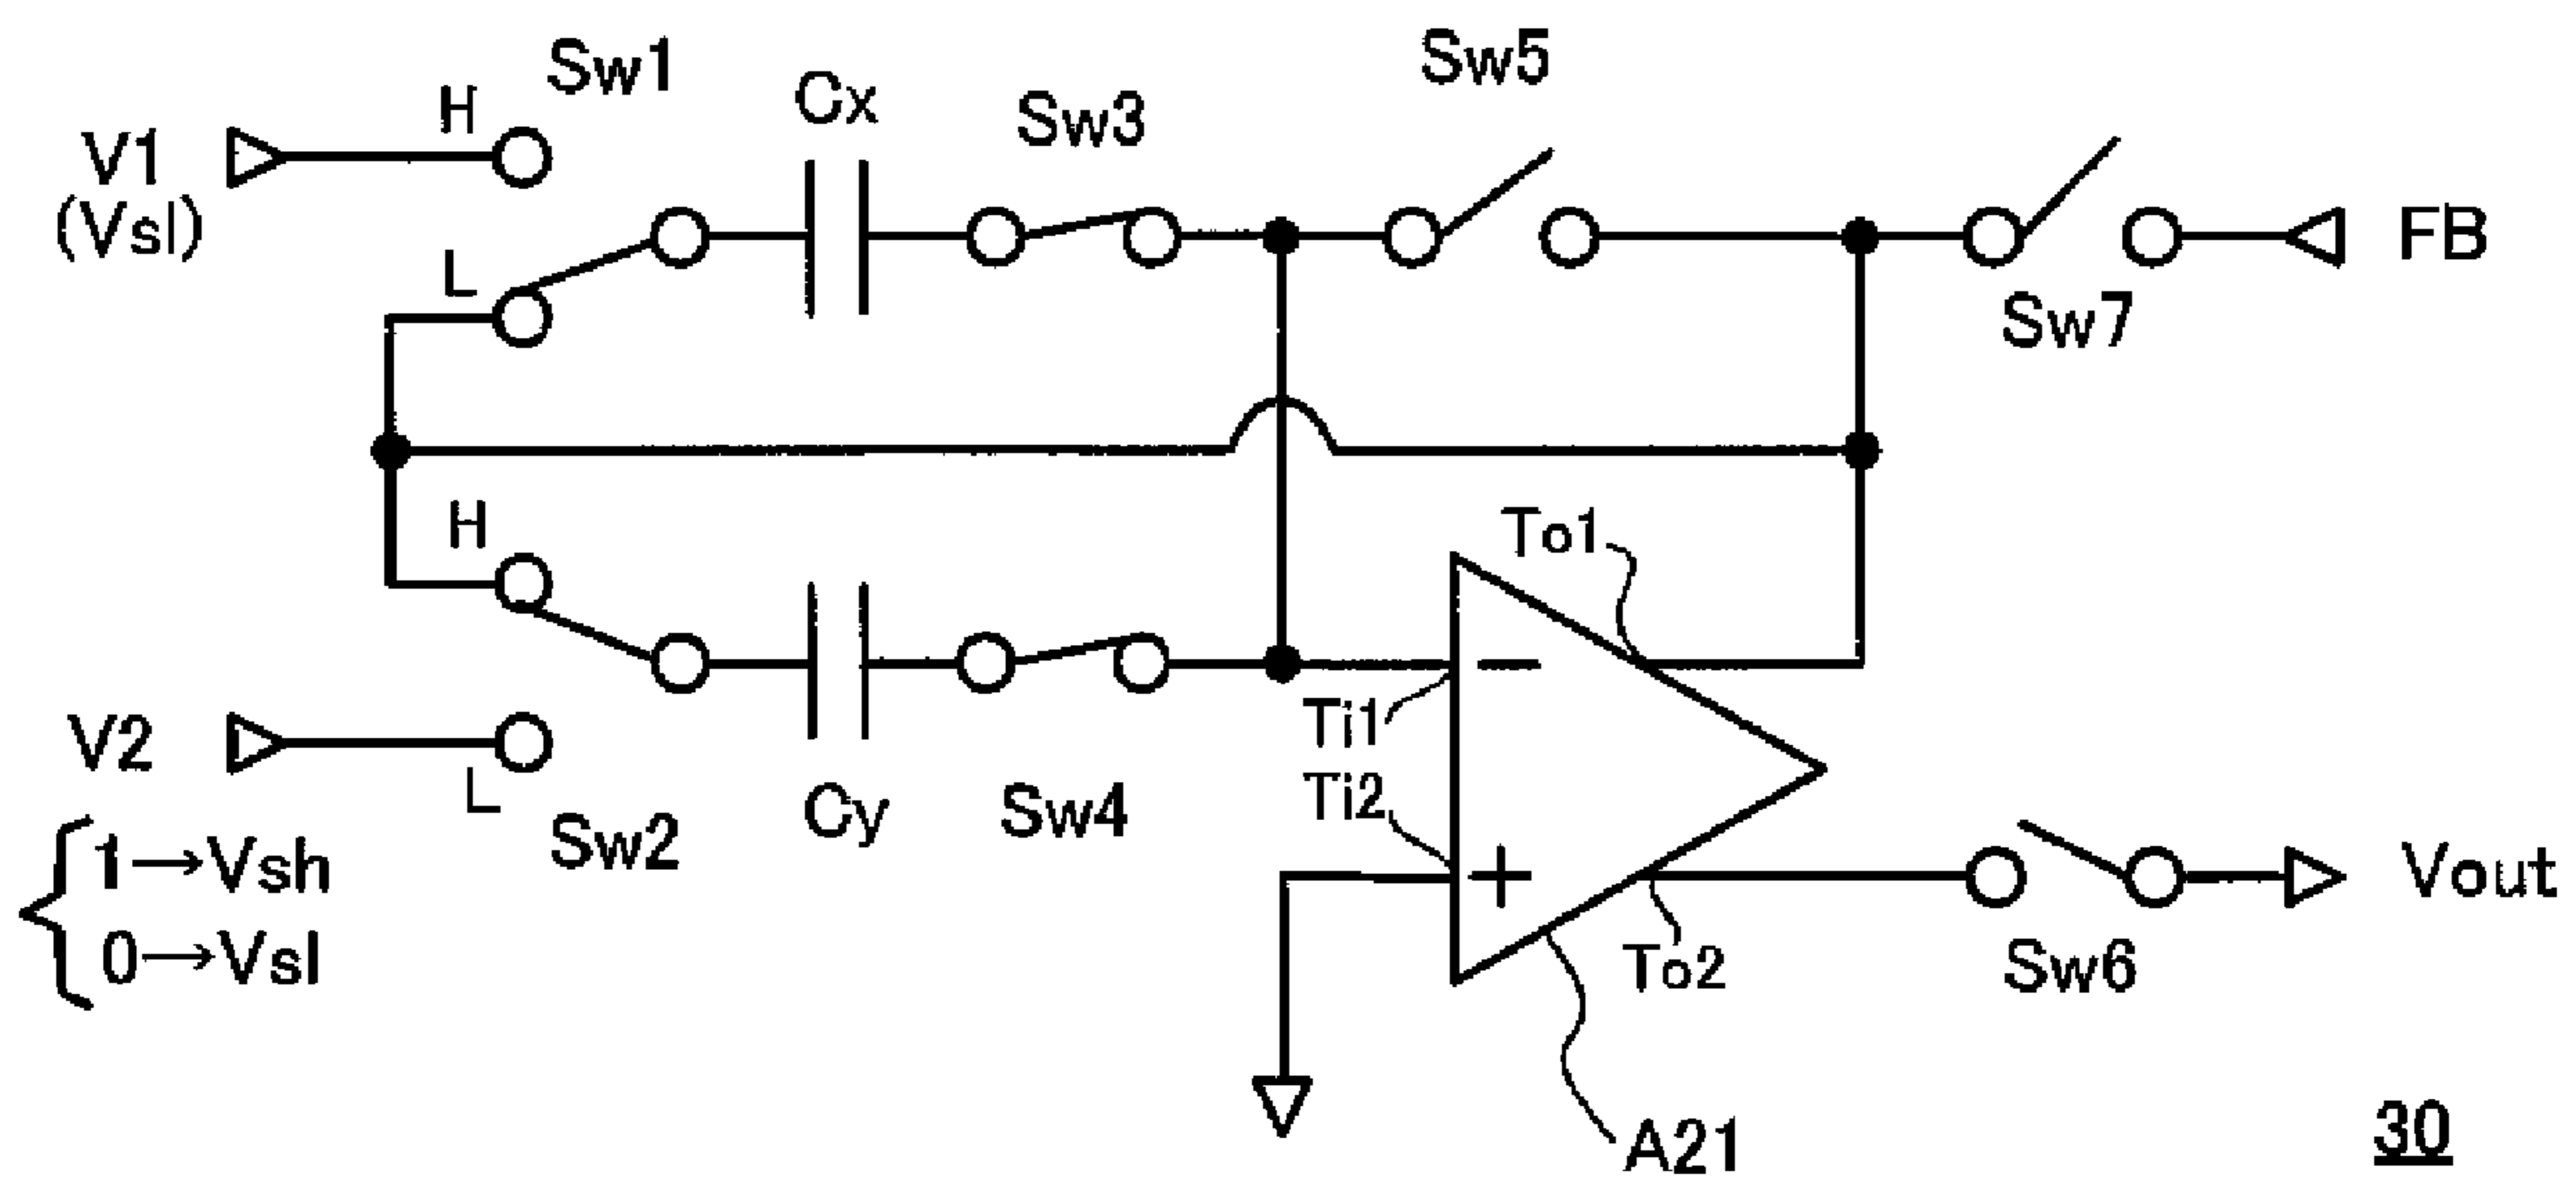 Sw1
Cx
Sw3
Sw5
H
V1
(Vsl)
L
FB
Sw7
H
To1
Ti1
Ti2
−
+
V2
L
Sw2
Cy
Sw4
1→Vsh
0→Vsl
To2
Vout
Sw6
A21
30